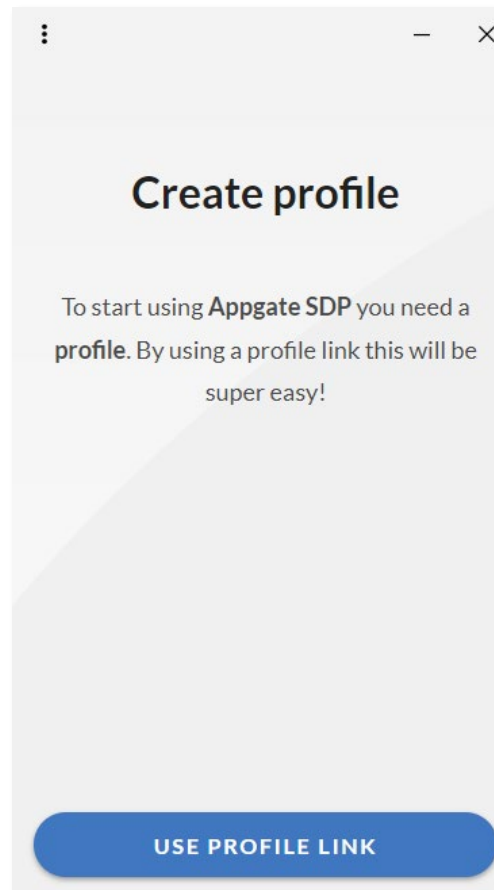 Create profile
To start using Appgate SDP you need a
profile. By using a profile link this will be
super easy!
USE PROFILE LINK